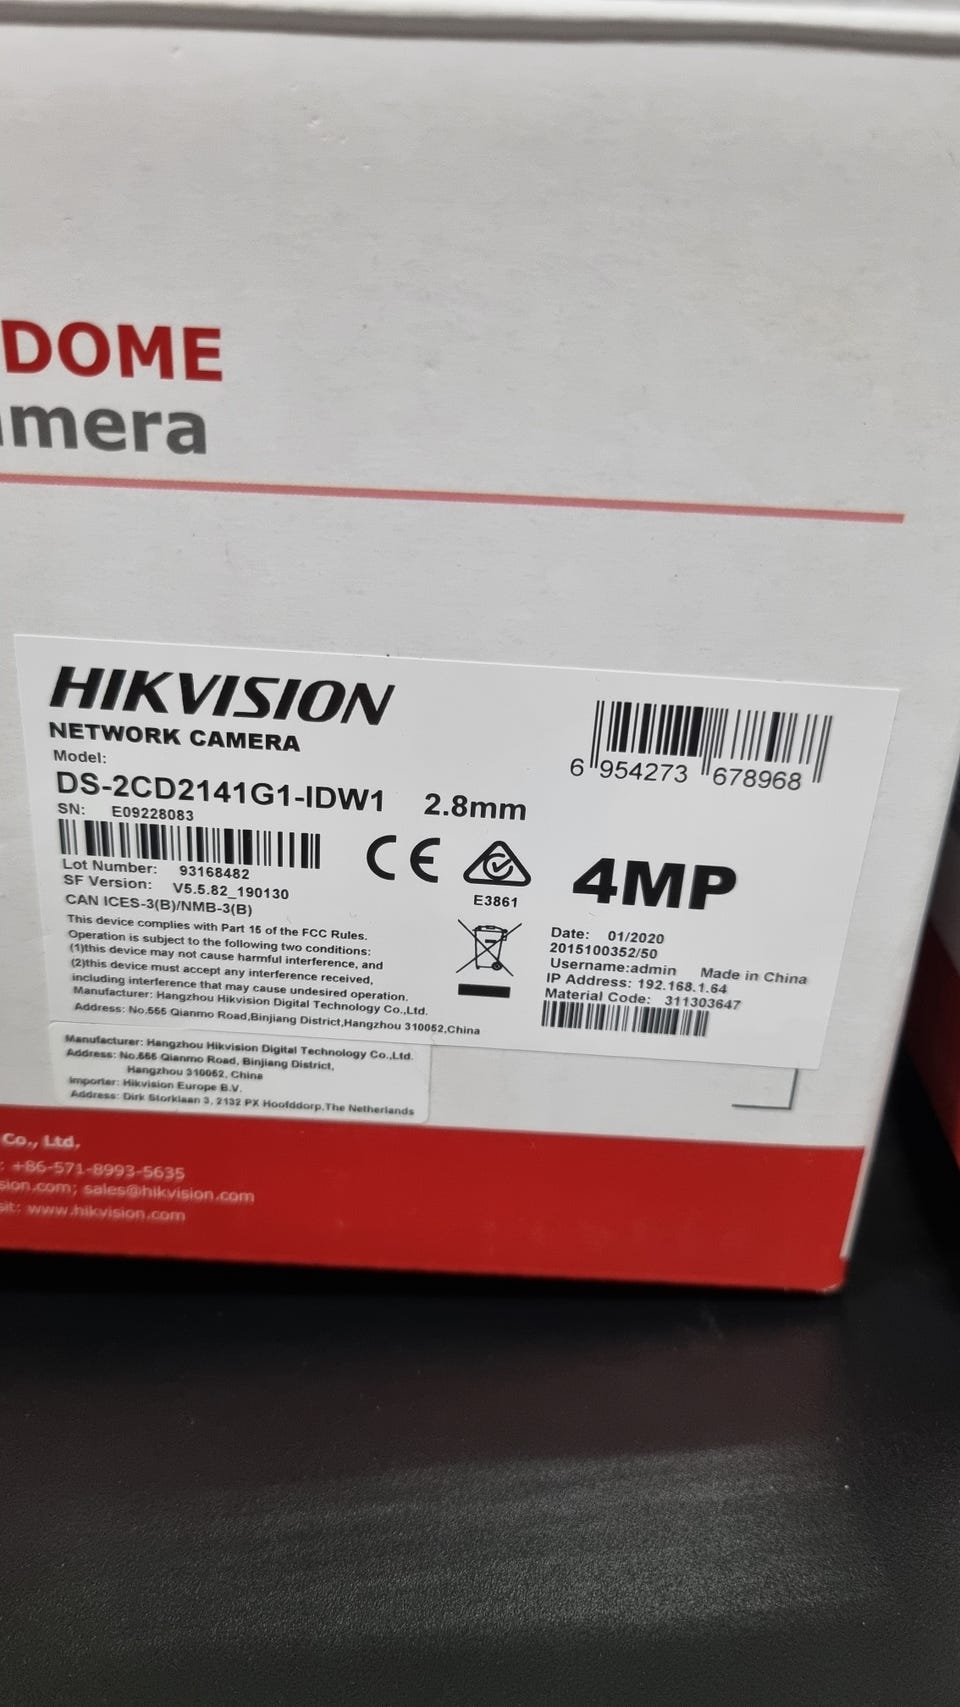 DOME
amera
HIKVISION
NETWORK CAMERA
Model:
DS-2CD2141G1-IDW1 2.8mm
SN: E09228083
Lot Number: 93168482
SF Version: V5.5.82_190130
CAN ICES-3(B)/NMB-3(B)
This device complies with Part 15 of the FCC Rules.
Operation is subject to the following two conditions:
(1)this device may not cause harmful interference, and
(2)this device must accept any interference received,
including interference that may cause undesired operation.
Manufacturer: Hangzhou Hikvision Digital Technology Co.,Ltd.
Address: No.555 Qianmo Road,Binjiang District,Hangzhou 310052,China
6 954273 678968
CE
E3861
4MP
Date: 01/2020
2015100352/50
Username:admin Made in China
IP Address: 192.168.1.64
Material Code: 311303647
Manufacturer: Hangzhou Hikvision Digital Technology Co.,Ltd.
Address: No.555 Qianmo Road, Binjiang District,
Hangzhou 310052, China
Importer: Hikvision Europe B.V.
Address: Dirk Storklaan 3, 2132 PX Hoofddorp,The Netherlands
Co., Ltd.
: +86-571-8993-5635
sion.com; sales@hikvision.com
sit: www.hikvision.com